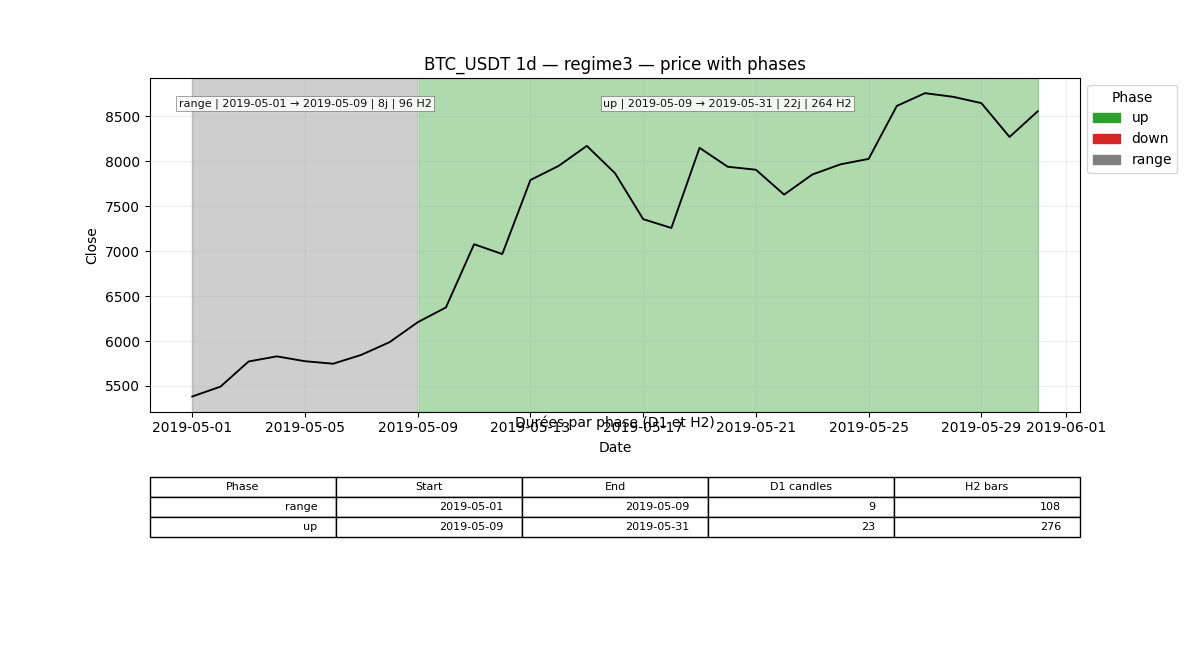 BTC_USDT 1d — regime3 — price with phases
range | 2019-05-01 → 2019-05-09 | 8j | 96 H2
up | 2019-05-09 → 2019-05-31 | 22j | 264 H2
Phase
up
down
range
Close
8500
8000
7500
7000
6500
6000
5500
Durées par phase (D1 et H2)
2019-05-01 2019-05-05 2019-05-09 2019-05-13 2019-05-17 2019-05-21 2019-05-25 2019-05-29 2019-06-01
Date
Phase Start End D1 candles H2 bars
range 2019-05-01 2019-05-09 9 108
up 2019-05-09 2019-05-31 23 276